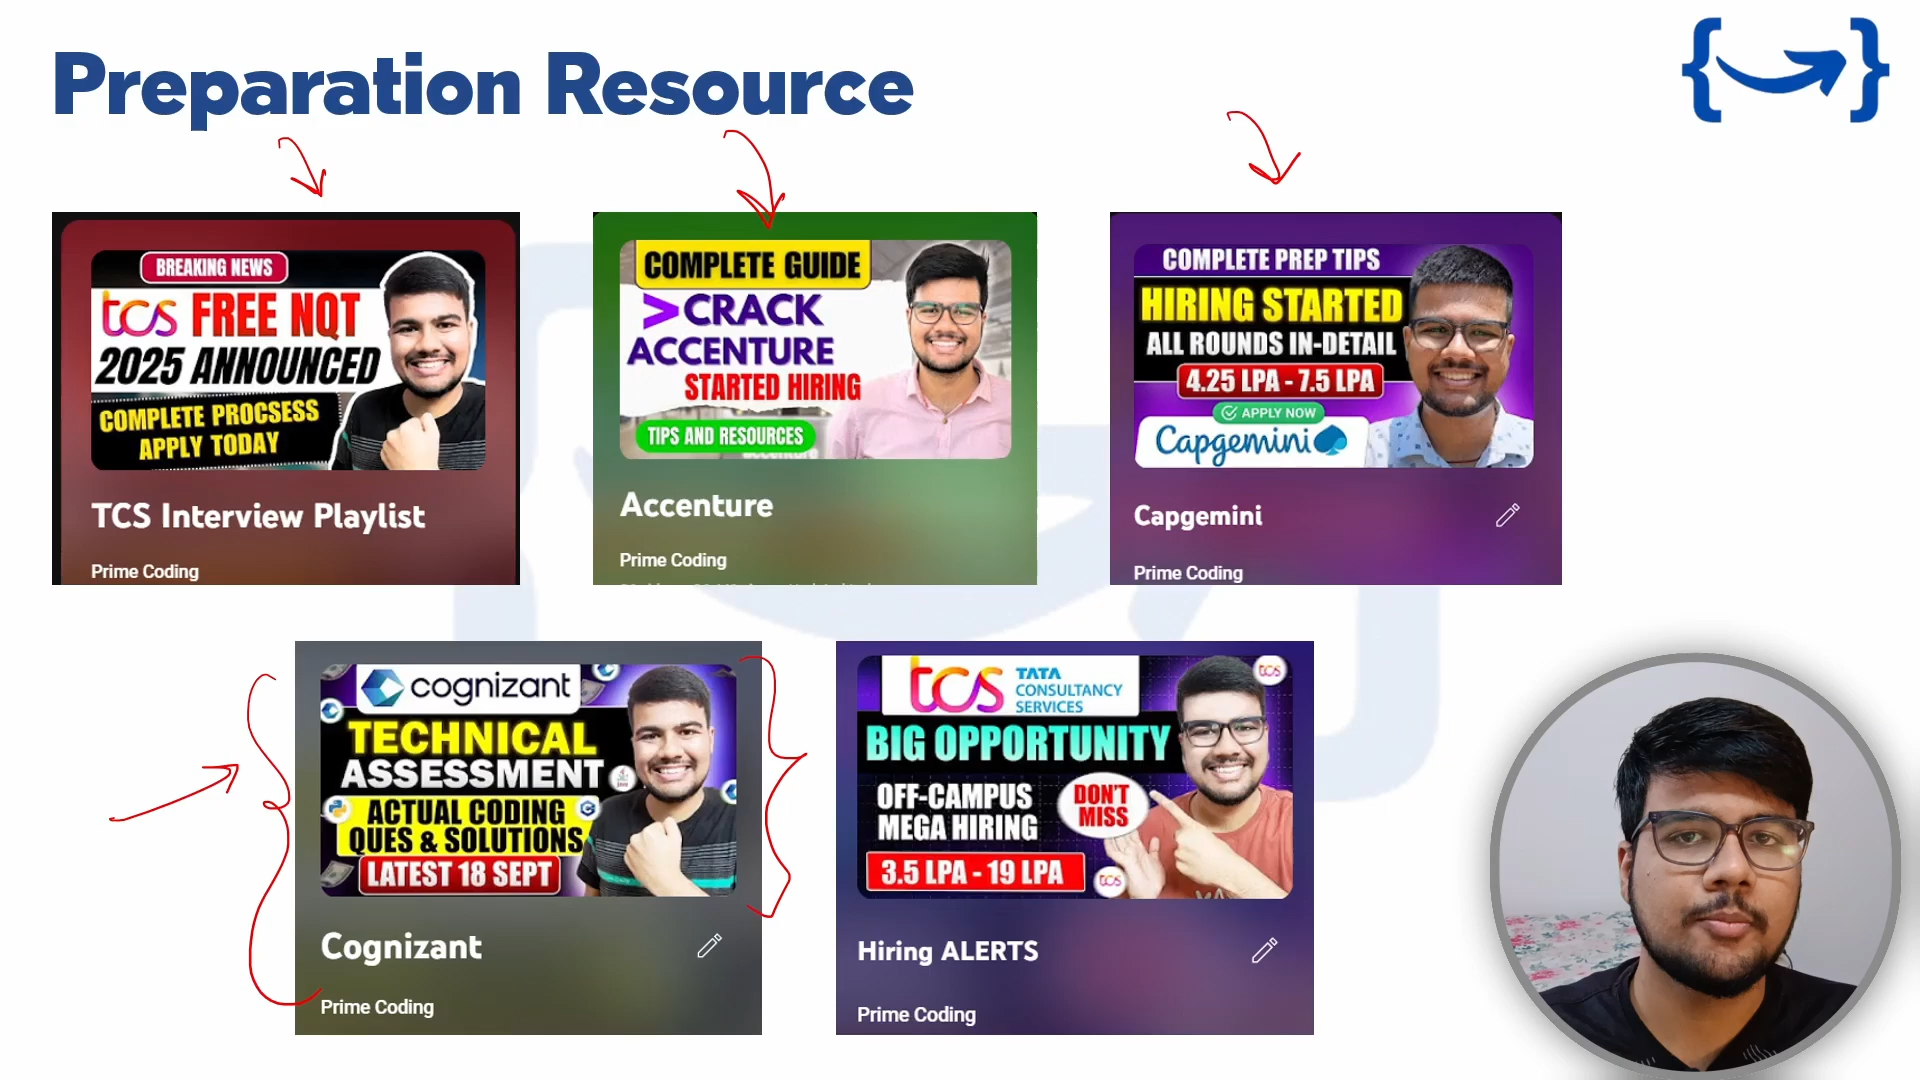 Preparation Resource
BREAKING NEWS
tcs FREE NQT
2025 ANNOUNCED
COMPLETE PROCSESS
APPLY TODAY
TCS Interview Playlist
Prime Coding
COMPLETE GUIDE
>CRACK
ACCENTURE
STARTED HIRING
TIPS AND RESOURCES
Accenture
Prime Coding
COMPLETE PREP TIPS
HIRING STARTED
ALL ROUNDS IN-DETAIL
4.25 LPA - 7.5 LPA
APPLY NOW
Capgemini
Capgemini
Prime Coding
cognizant
TECHNICAL
ASSESSMENT
ACTUAL CODING
QUES & SOLUTIONS
LATEST 18 SEPT
Cognizant
Prime Coding
tcs TATA
CONSULTANCY
SERVICES
tcs
BIG OPPORTUNITY
OFF-CAMPUS
MEGA HIRING
DON'T
MISS
3.5 LPA - 19 LPA
tcs
Hiring ALERTS
Prime Coding